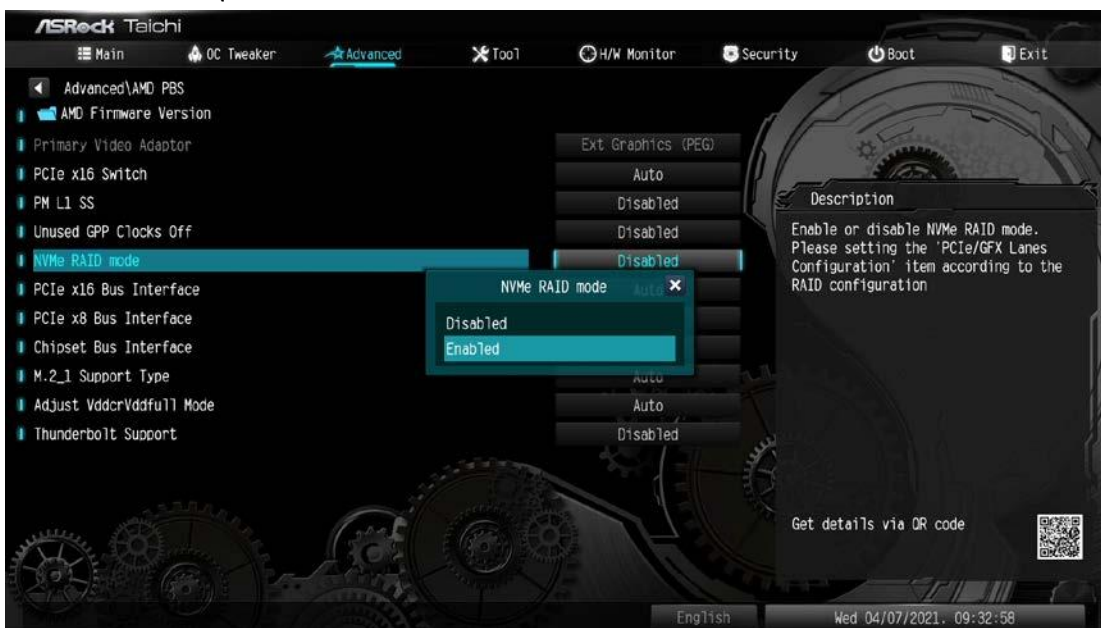 ASRock Taichi
Main OC Tweaker Advanced Tool H/W Monitor Security Boot Exit
Advanced\AMD PBS
AMD Firmware Version
Primary Video Adaptor Ext Graphics (PEG)
PCIe x16 Switch Auto
PM L1 SS Disabled
Unused GPP Clocks Off Disabled
NVMe RAID mode Disabled
PCIe x16 Bus Interface Auto
PCIe x8 Bus Interface
Chipset Bus Interface
M.2_1 Support Type Auto
Adjust VddcrVddfull Mode Auto
Thunderbolt Support Disabled
NVMe RAID mode
Disabled
Enabled
Description
Enable or disable NVMe RAID mode.
Please setting the 'PCIe/GFX Lanes
Configuration' item according to the
RAID configuration
Get details via QR code
English Wed 04/07/2021. 09:32:58